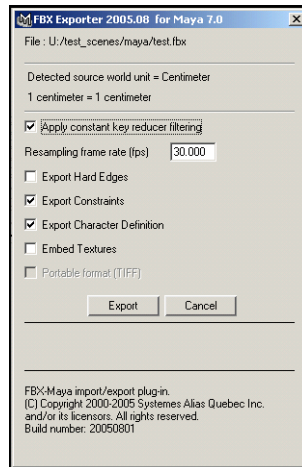 FBX Exporter 2005.08 for Maya 7.0
File : U:/test_scenes/maya/test.fbx
Detected source world unit = Centimeter
1 centimeter = 1 centimeter
Apply constant key reducer filtering
Resampling frame rate (fps) 30.000
Export Hard Edges
Export Constraints
Export Character Definition
Embed Textures
Portable format (TIFF)
Export Cancel
FBX-Maya import/export plug-in.
(C) Copyright 2000-2005 Systemes Alias Quebec Inc.
and/or its licensors. All rights reserved.
Build number: 20050801